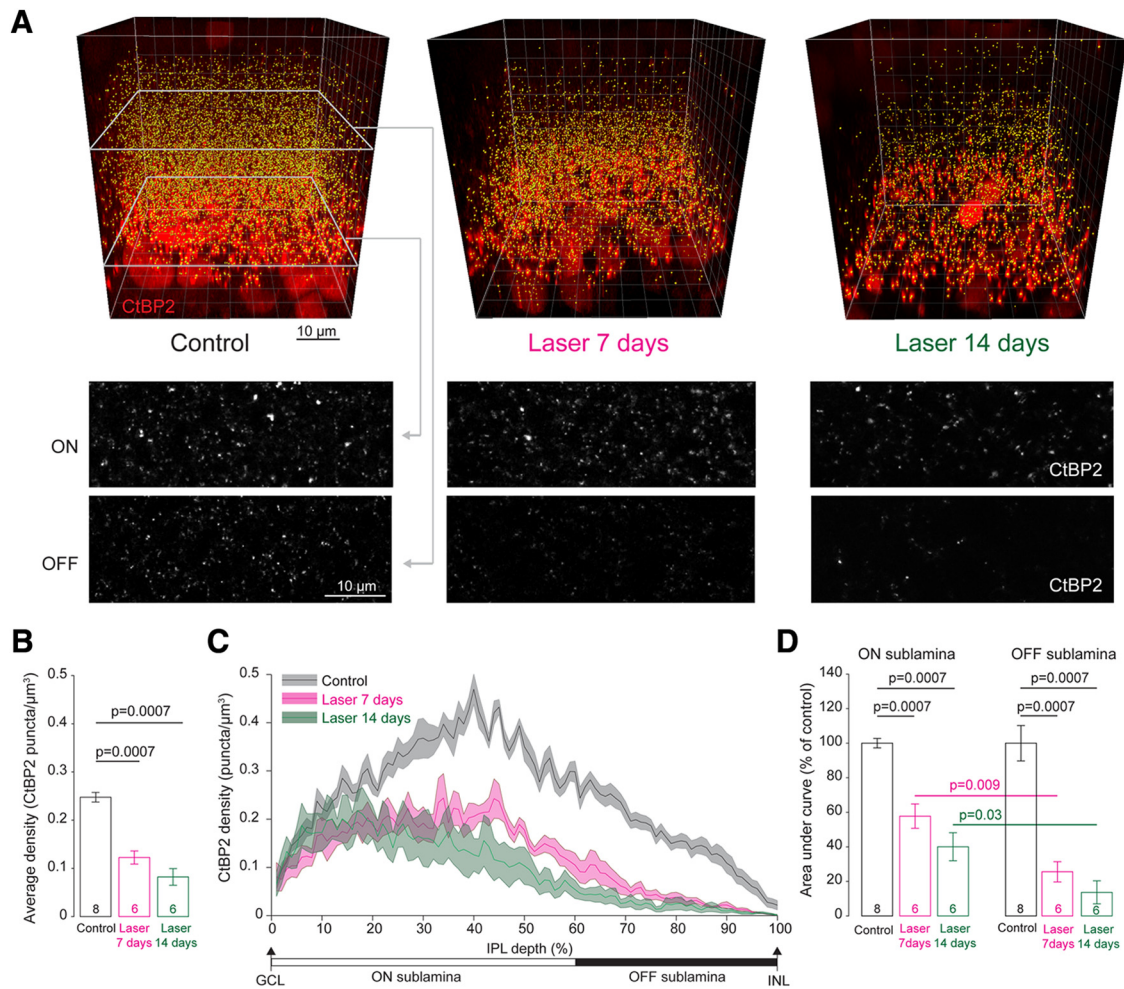 A
CtBP2
10 µm
Control
Laser 7 days
Laser 14 days
ON
CtBP2
OFF
10 µm
CtBP2
B
Average density (CtBP2 puncta/µm³)
0.5
0.4
0.3
0.2
0.1
0
p=0.0007
p=0.0007
8
6
6
Control
Laser
7 days
Laser
14 days
C
CtBP2 density (puncta/µm³)
0.5
0.4
0.3
0.2
0.1
0
Control
Laser 7 days
Laser 14 days
0 10 20 30 40 50 60 70 80 90 100
IPL depth (%)
ON sublamina
OFF sublamina
GCL
INL
D
ON sublamina
OFF sublamina
Area under curve (% of control)
140
120
100
80
60
40
20
0
p=0.0007
p=0.0007
p=0.0007
p=0.0007
p=0.009
p=0.03
8
6
6
8
6
6
Control
Laser
7days
Laser
14 days
Control
Laser
7days
Laser
14 days